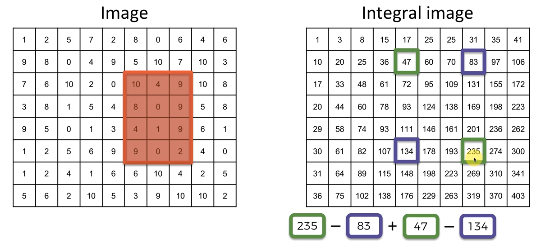 Image
1 2 5 7 2 8 0 6 4 6
9 8 0 4 9 5 10 7 10 3
7 6 10 2 0 10 4 9 10 8
3 8 1 5 4 8 0 9 5 8
9 5 0 1 3 4 1 9 6 1
1 2 5 6 9 9 0 2 4 0
1 2 4 1 6 6 10 4 2 5
5 6 2 10 5 3 9 10 10 2
Integral image
1 3 8 15 17 25 25 31 35 41
10 20 25 36 47 60 70 83 97 106
17 33 48 61 72 95 109 131 155 172
20 44 60 78 93 124 138 169 198 223
29 58 74 93 111 146 161 201 236 262
30 61 82 107 134 178 193 235 274 300
31 64 89 115 148 198 223 269 310 341
36 75 102 138 176 229 263 319 370 403
235 − 83 + 47 − 134